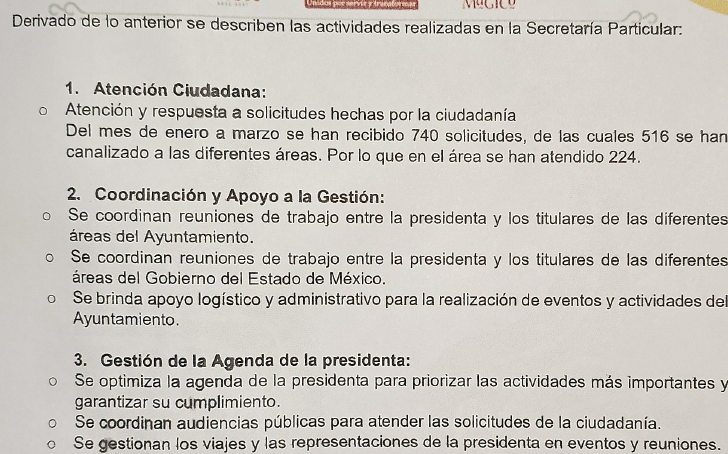 Unidos por servir y transformar
MáGICO
Derivado de lo anterior se describen las actividades realizadas en la Secretaría Particular:
1. Atención Ciudadana:
○ Atención y respuesta a solicitudes hechas por la ciudadanía
Del mes de enero a marzo se han recibido 740 solicitudes, de las cuales 516 se han
canalizado a las diferentes áreas. Por lo que en el área se han atendido 224.
2. Coordinación y Apoyo a la Gestión:
○ Se coordinan reuniones de trabajo entre la presidenta y los titulares de las diferentes
áreas del Ayuntamiento.
○ Se coordinan reuniones de trabajo entre la presidenta y los titulares de las diferentes
áreas del Gobierno del Estado de México.
○ Se brinda apoyo logístico y administrativo para la realización de eventos y actividades del
Ayuntamiento.
3. Gestión de la Agenda de la presidenta:
○ Se optimiza la agenda de la presidenta para priorizar las actividades más importantes y
garantizar su cumplimiento.
○ Se coordinan audiencias públicas para atender las solicitudes de la ciudadanía.
○ Se gestionan los viajes y las representaciones de la presidenta en eventos y reuniones.